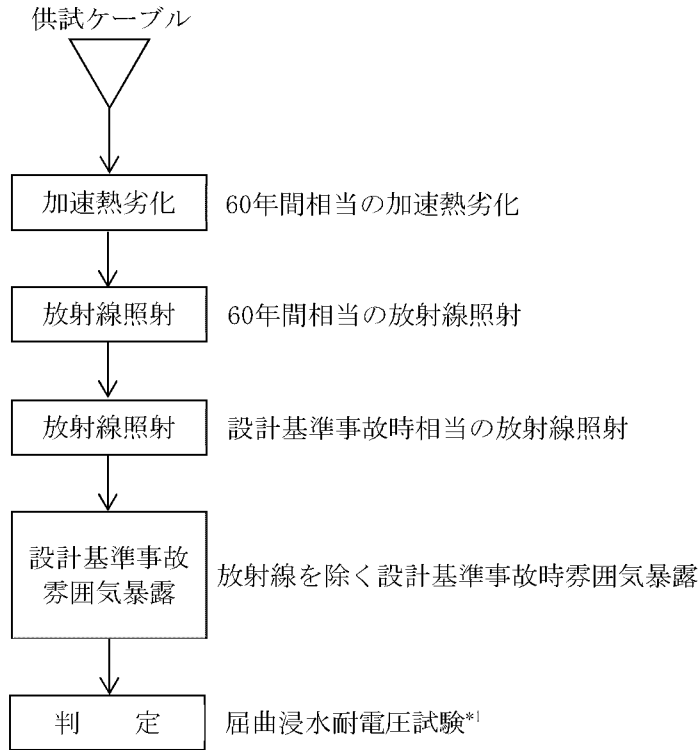 供試ケーブル
加速熱劣化
60年間相当の加速熱劣化
放射線照射
60年間相当の放射線照射
放射線照射
設計基準事故時相当の放射線照射
設計基準事故
雰囲気暴露
放射線を除く設計基準事故時雰囲気暴露
判　　定
屈曲浸水耐電圧試験*1